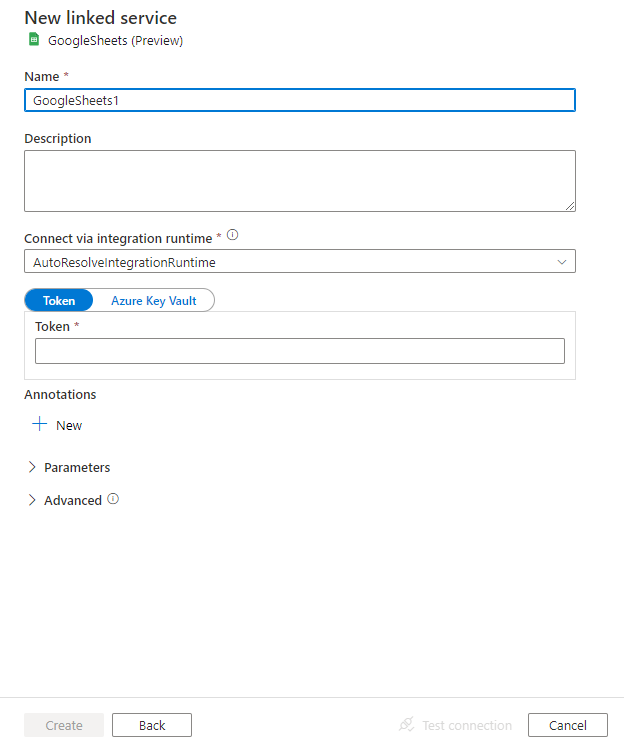 New linked service
GoogleSheets (Preview)
Name *
GoogleSheets1
Description
Connect via integration runtime *
AutoResolveIntegrationRuntime
Token Azure Key Vault
Token *
Annotations
New
Parameters
Advanced
Create Back Test connection Cancel